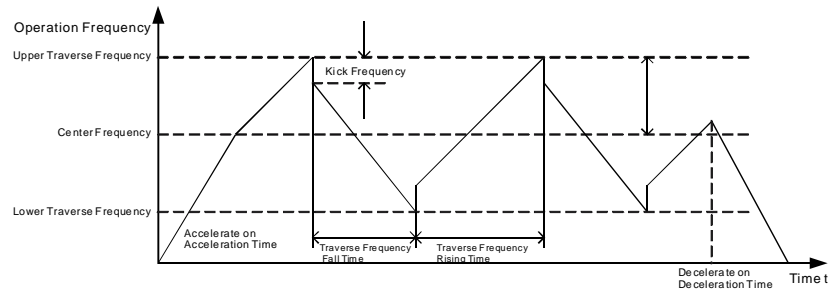 Operation Frequency
Upper Traverse Frequency
Kick Frequency
Center Frequency
Lower Traverse Frequency
Accelerate on
Acceleration Time
Traverse Frequency
Fall Time
Traverse Frequency
Rising Time
Decelerate on
Deceleration Time
Time t